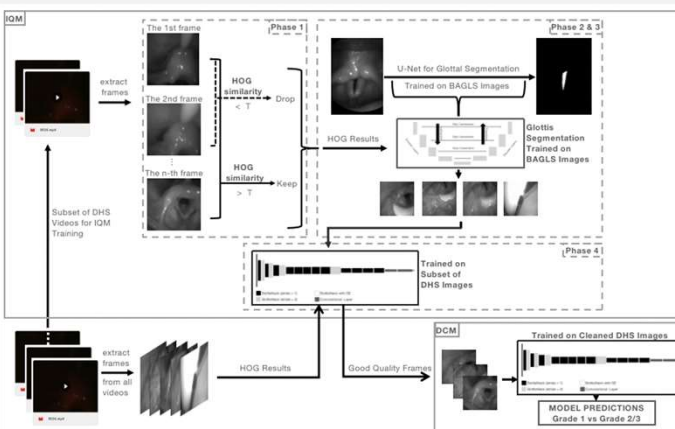 IQM
The 1st frame
Phase 1
extract
frames
HOG
similarity
< T
Drop
The 2nd frame
HOG
similarity
> T
Keep
The n-th frame
HOG Results
Phase 2 & 3
U-Net for Glottal Segmentation
Trained on BAGLS Images
Glottis
Segmentation
Trained on
BAGLS Images
Subset of DHS
Videos for IQM
Training
Phase 4
Trained on
Subset of
DHS Images
extract
frames
from all
videos
HOG Results
Good Quality Frames
DCM
Trained on Cleaned DHS Images
MODEL PREDICTIONS
Grade 1 vs Grade 2/3